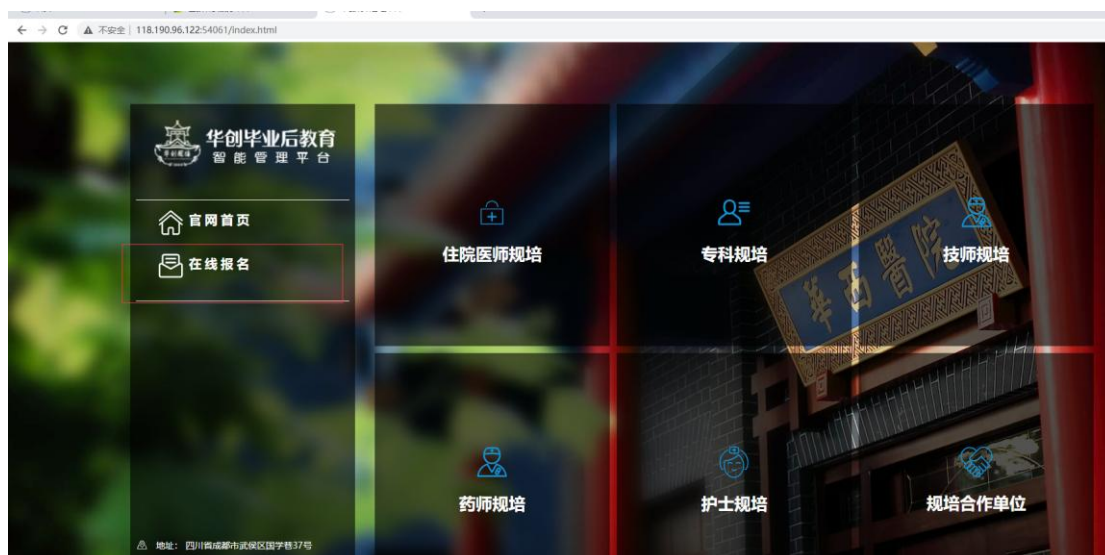 不安全 | 118.190.96.122:54061/index.html
华创毕业后教育
智能管理平台
官网首页
在线报名
住院医师规培
专科规培
技师规培
華西醫院
药师规培
护士规培
规培合作单位
地址： 四川省成都市武侯区国学巷37号